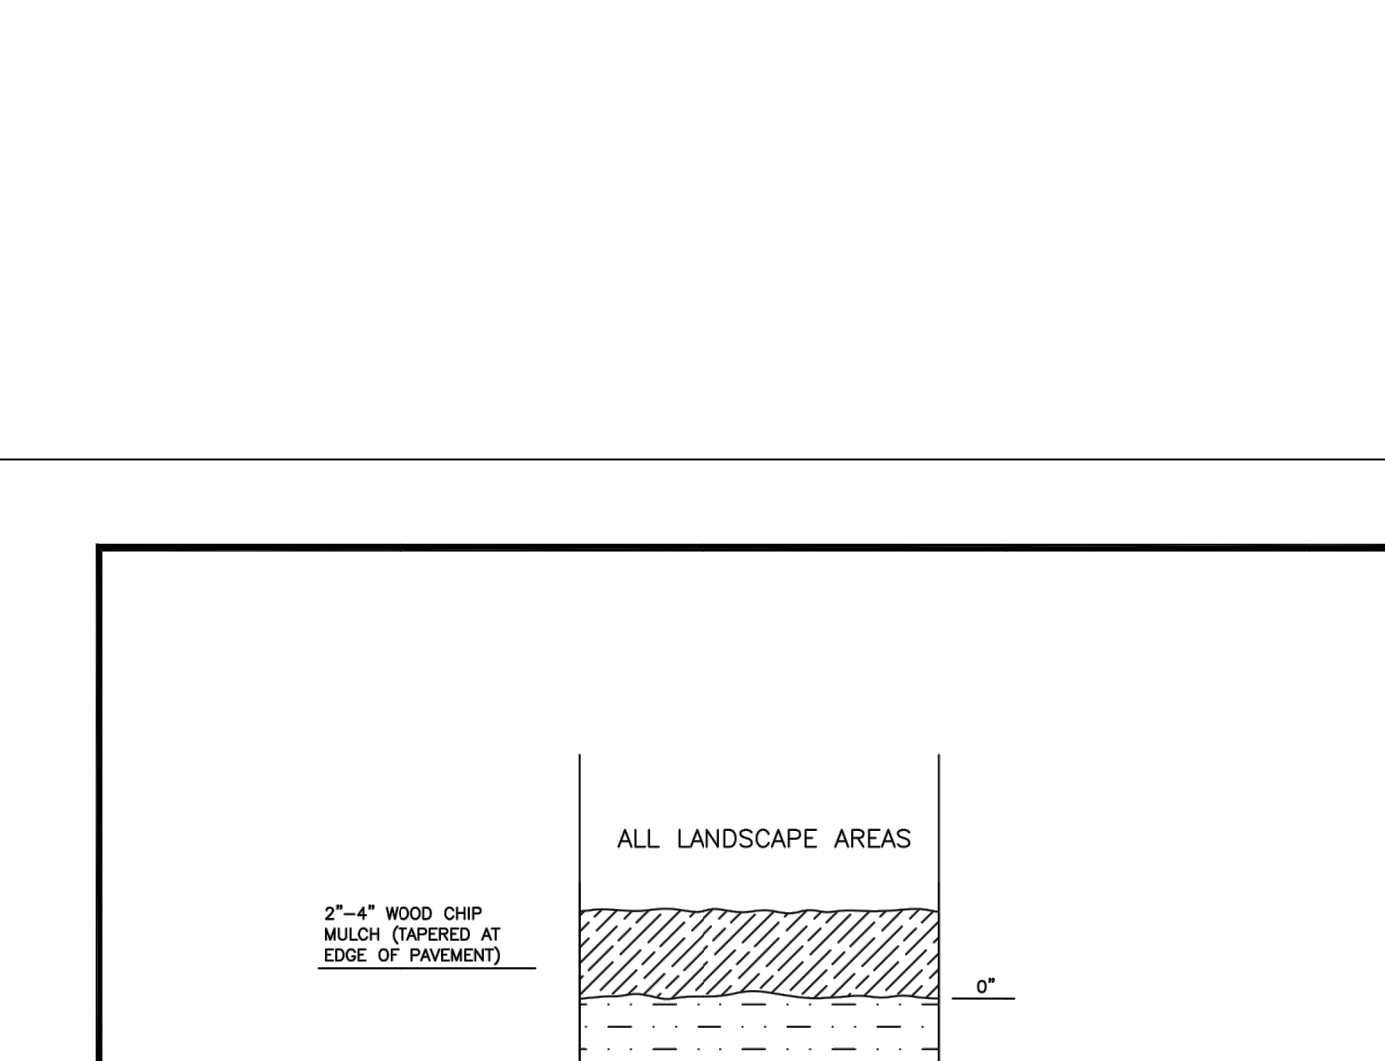 ALL LANDSCAPE AREAS
2”–4” WOOD CHIP
MULCH (TAPERED AT
EDGE OF PAVEMENT)
0”